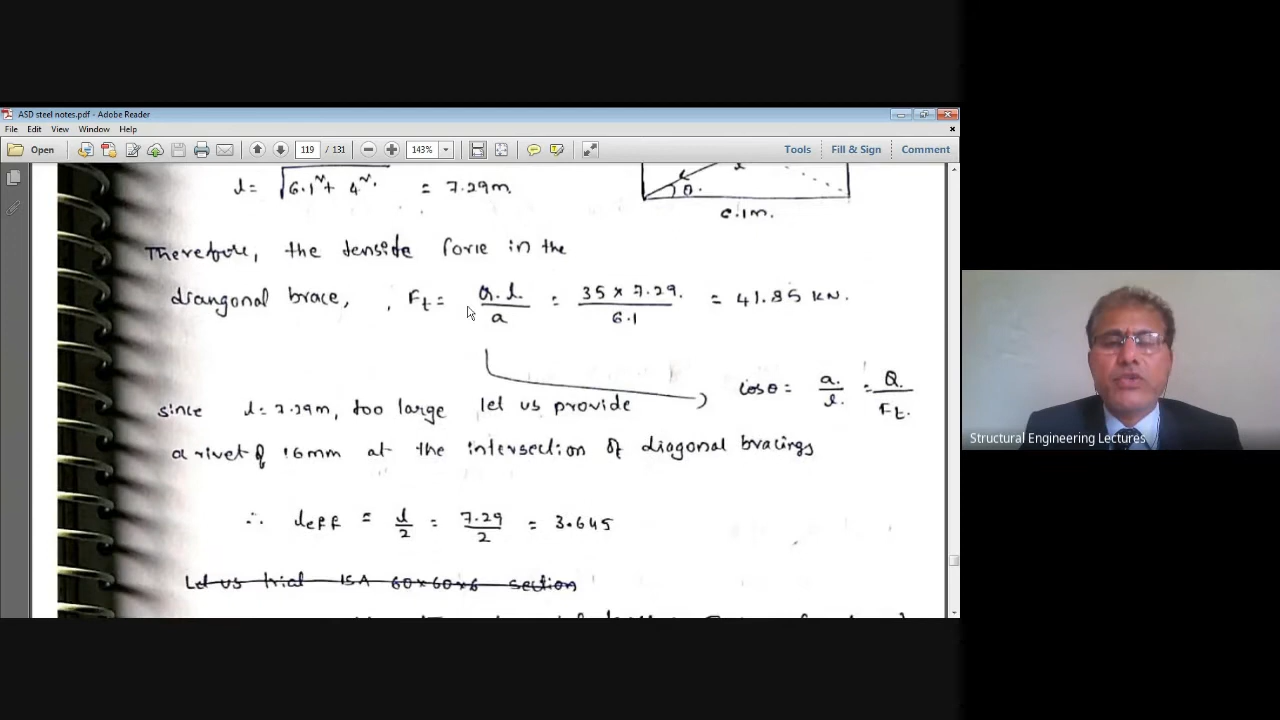 ASD steel notes.pdf - Adobe Reader
File Edit View Window Help
Open 119 / 131 143% Tools Fill & Sign Comment
l = √6.1² + 4². = 7.29m.
θ.
6.1m.
Therefore, the tenside force in the
diangonal brace, Ft = Q.l. / a = 35 × 7.29. / 6.1 = 41.85 KN.
cosθ = a. / l. = Q. / Ft.
since l = 7.29m, too large let us provide
a rivet of 16mm at the intersection of diagonal bracings
∴ leff = l / 2 = 7.29 / 2 = 3.645
Let us trial ISA 60×60×6 section
Structural Engineering Lectures